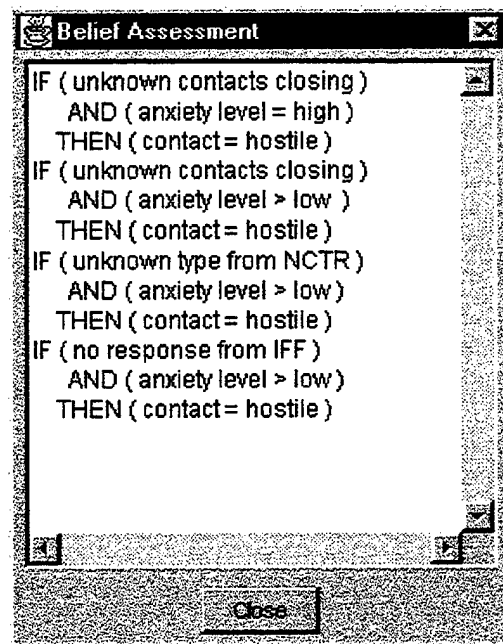 Belief Assessment
IF ( unknown contacts closing )
AND ( anxiety level = high )
THEN ( contact = hostile )
IF ( unknown contacts closing )
AND ( anxiety level > low )
THEN ( contact = hostile )
IF ( unknown type from NCTR )
AND ( anxiety level > low )
THEN ( contact = hostile )
IF ( no response from IFF )
AND ( anxiety level > low )
THEN ( contact = hostile )
Close